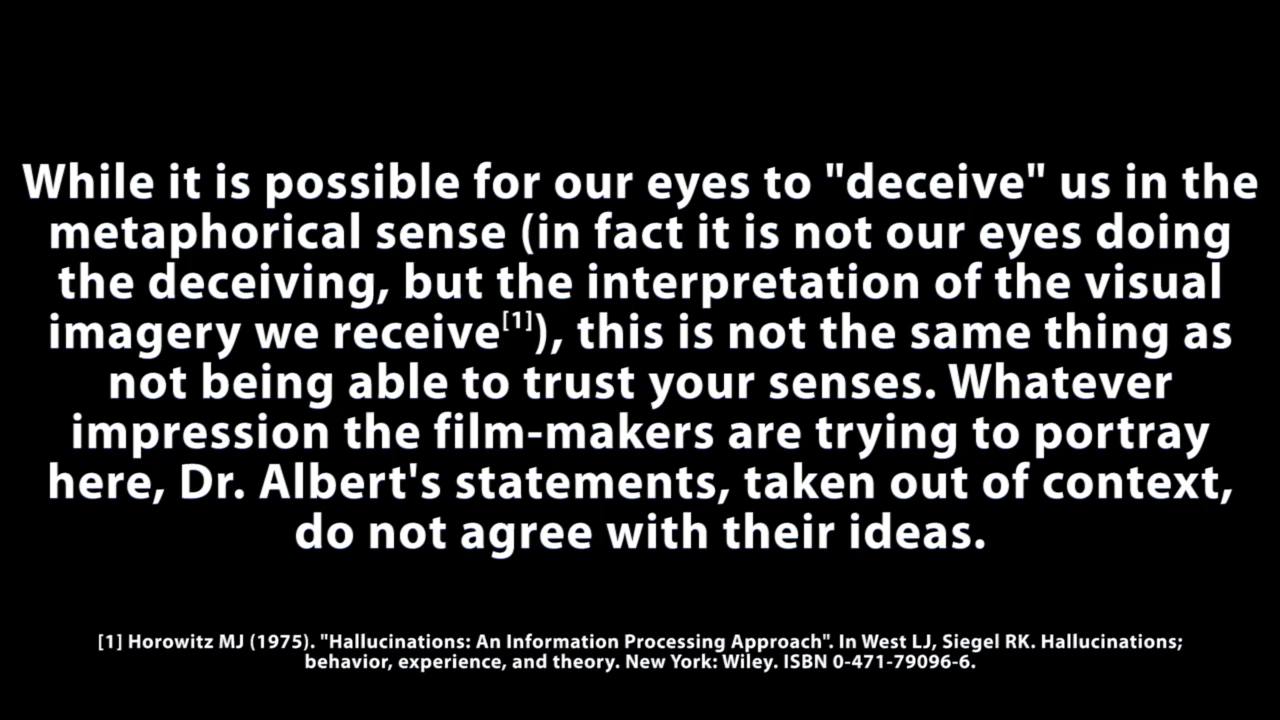 While it is possible for our eyes to "deceive" us in the
metaphorical sense (in fact it is not our eyes doing
the deceiving, but the interpretation of the visual
imagery we receive[1]), this is not the same thing as
not being able to trust your senses. Whatever
impression the film-makers are trying to portray
here, Dr. Albert's statements, taken out of context,
do not agree with their ideas.
[1] Horowitz MJ (1975). "Hallucinations: An Information Processing Approach". In West LJ, Siegel RK. Hallucinations;
behavior, experience, and theory. New York: Wiley. ISBN 0-471-79096-6.